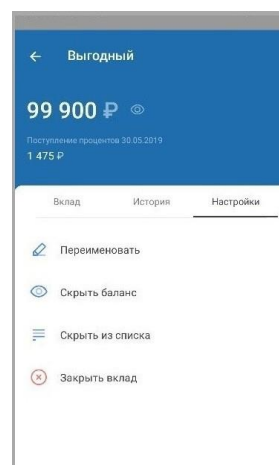 Выгодный
99 900 ₽
Поступление процентов 30.05.2019
1 475 ₽
Вклад История Настройки
Переименовать
Скрыть баланс
Скрыть из списка
Закрыть вклад